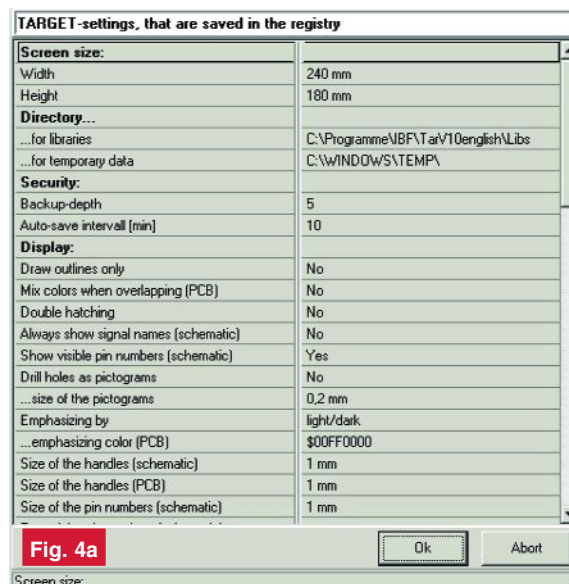 TARGET-settings, that are saved in the registry
Screen size:
Width 240 mm
Height 180 mm
Directory...
...for libraries C:\Programme\IBF\TarV10english\Libs
...for temporary data C:\WINDOWS\TEMP\
Security:
Backup-depth 5
Auto-save intervall [min] 10
Display:
Draw outlines only No
Mix colors when overlapping (PCB) No
Double hatching No
Always show signal names (schematic) No
Show visible pin numbers (schematic) Yes
Drill holes as pictograms No
...size of the pictograms 0,2 mm
Emphasizing by light/dark
...emphasizing color (PCB) $00FF0000
Size of the handles (schematic) 1 mm
Size of the handles (PCB) 1 mm
Size of the pin numbers (schematic) 1 mm
Fig. 4a
Ok Abort
Screen size: